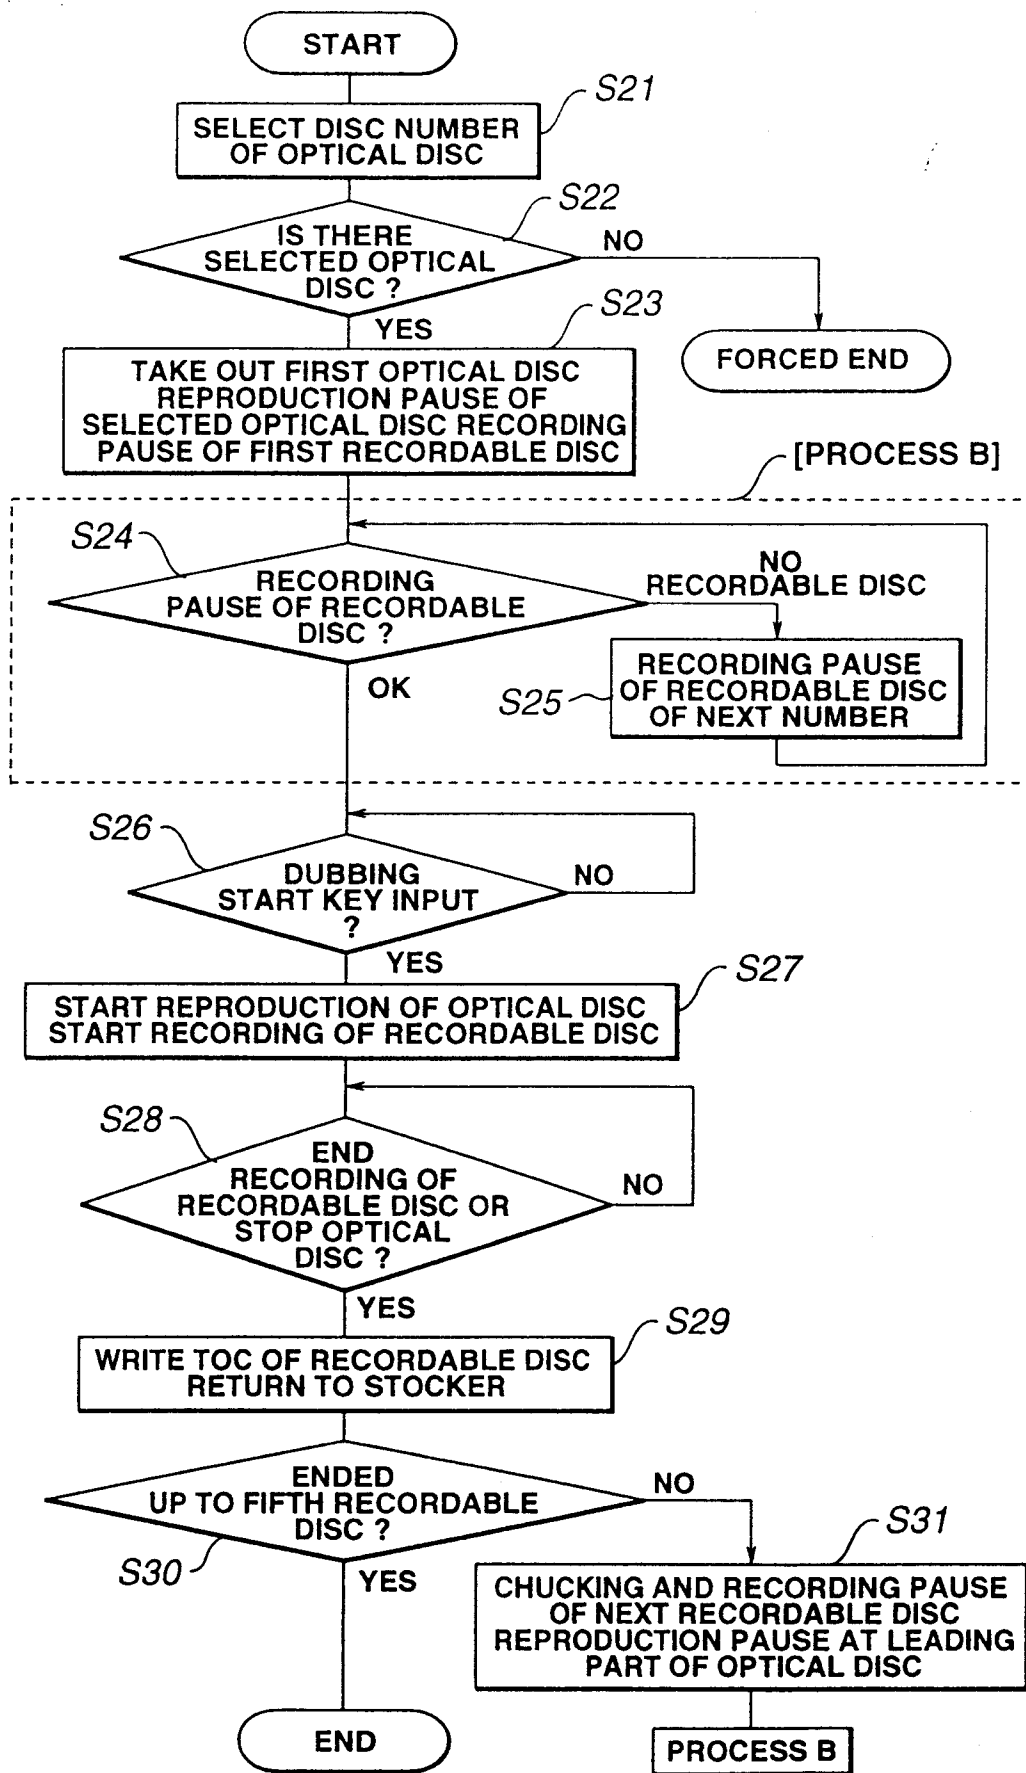 START
S21
SELECT DISC NUMBER
OF OPTICAL DISC
S22
IS THERE
SELECTED OPTICAL
DISC ?
NO
YES
S23
FORCED END
TAKE OUT FIRST OPTICAL DISC
REPRODUCTION PAUSE OF
SELECTED OPTICAL DISC RECORDING
PAUSE OF FIRST RECORDABLE DISC
[PROCESS B]
S24
RECORDING
PAUSE OF RECORDABLE
DISC ?
NO
RECORDABLE DISC
OK
S25
RECORDING PAUSE
OF RECORDABLE DISC
OF NEXT NUMBER
S26
DUBBING
START KEY INPUT
?
NO
YES
S27
START REPRODUCTION OF OPTICAL DISC
START RECORDING OF RECORDABLE DISC
S28
END
RECORDING OF
RECORDABLE DISC OR
STOP OPTICAL
DISC ?
NO
YES
S29
WRITE TOC OF RECORDABLE DISC
RETURN TO STOCKER
ENDED
UP TO FIFTH RECORDABLE
DISC ?
NO
S30
YES
S31
CHUCKING AND RECORDING PAUSE
OF NEXT RECORDABLE DISC
REPRODUCTION PAUSE AT LEADING
PART OF OPTICAL DISC
END
PROCESS B